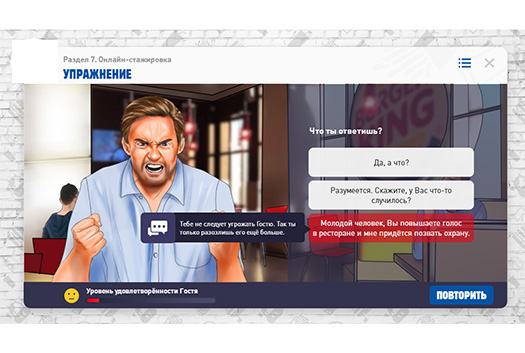 Раздел 7. Онлайн-стажировка
УПРАЖНЕНИЕ
Что ты ответишь?
Да, а что?
Разумеется. Скажите, у Вас что-то
случилось?
Тебе не следует угрожать Гостю. Так ты
только разозлишь его ещё больше.
Молодой человек, Вы повышаете голос
в ресторане и мне придётся позвать охрану.
Уровень удовлетворённости Гостя
ПОВТОРИТЬ